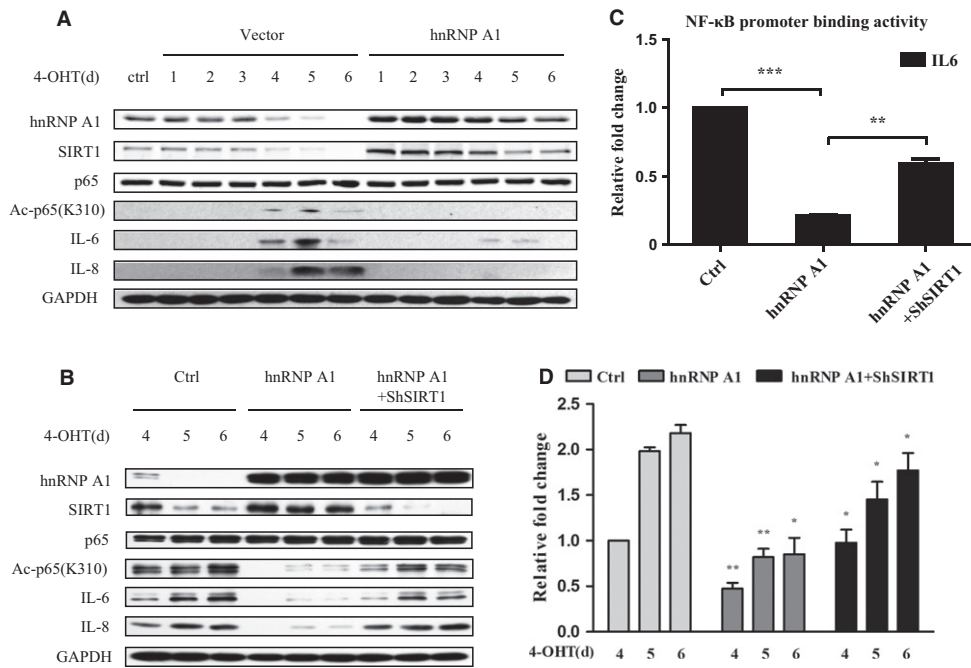 A
Vector
hnRNP A1
4-OHT(d)
ctrl
1
2
3
4
5
6
1
2
3
4
5
6
hnRNP A1
SIRT1
p65
Ac-p65(K310)
IL-6
IL-8
GAPDH
B
Ctrl
hnRNP A1
hnRNP A1
+ShSIRT1
4-OHT(d)
4
5
6
4
5
6
4
5
6
hnRNP A1
SIRT1
p65
Ac-p65(K310)
IL-6
IL-8
GAPDH
C
NF-κB promoter binding activity
IL6
***
**
Relative fold change
1.0
0.5
0
Ctrl
hnRNP A1
hnRNP A1
+ShSIRT1
D
Ctrl
hnRNP A1
hnRNP A1+ShSIRT1
Relative fold change
2.5
2.0
1.5
1.0
0.5
0.0
**
**
*
*
*
*
4-OHT(d)
4
5
6
4
5
6
4
5
6